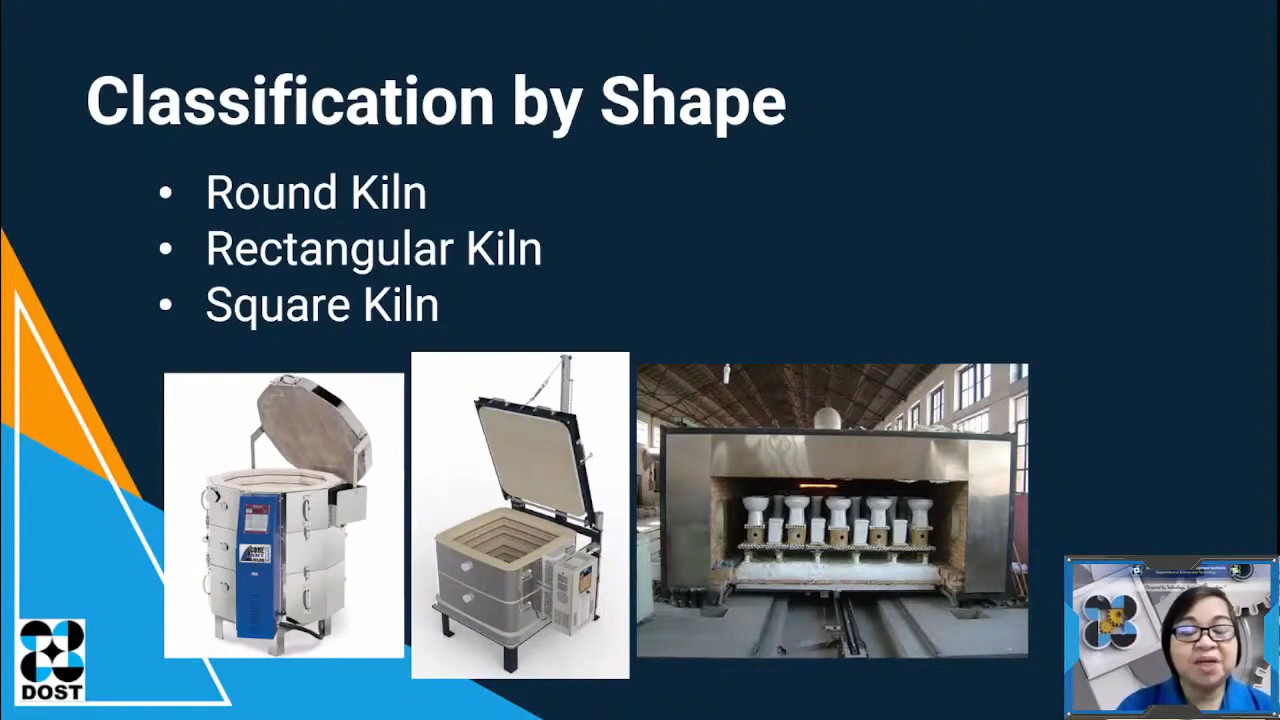 Classification by Shape
• Round Kiln
• Rectangular Kiln
• Square Kiln
DOST